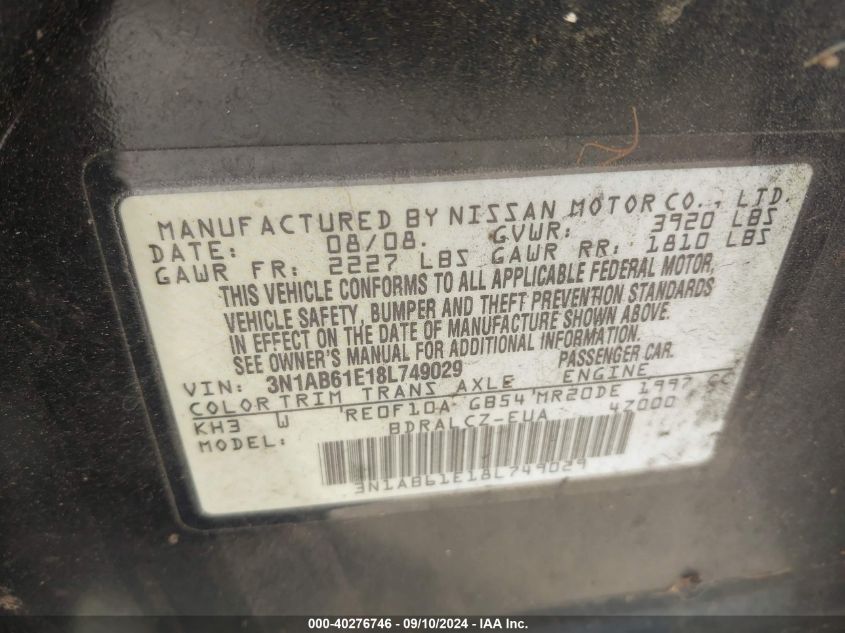 MANUFACTURED BY NISSAN MOTOR CO., LTD.
DATE: 08/08. GVWR: 3920 LBS
GAWR FR: 2227 LBS GAWR RR: 1810 LBS
THIS VEHICLE CONFORMS TO ALL APPLICABLE FEDERAL MOTOR,
VEHICLE SAFETY, BUMPER AND THEFT PREVENTION STANDARDS
IN EFFECT ON THE DATE OF MANUFACTURE SHOWN ABOVE.
SEE OWNER'S MANUAL FOR ADDITIONAL INFORMATION.
VIN: 3N1AB61E18L749029 PASSENGER CAR.
COLOR TRIM TRANS AXLE ENGINE
KH3 W RE0F10A GB54 MR20DE 1997 CC
MODEL: BDRALCZ-EUA 4Z000
3N1AB61E18L749029
000-40276746 - 09/10/2024 - IAA Inc.